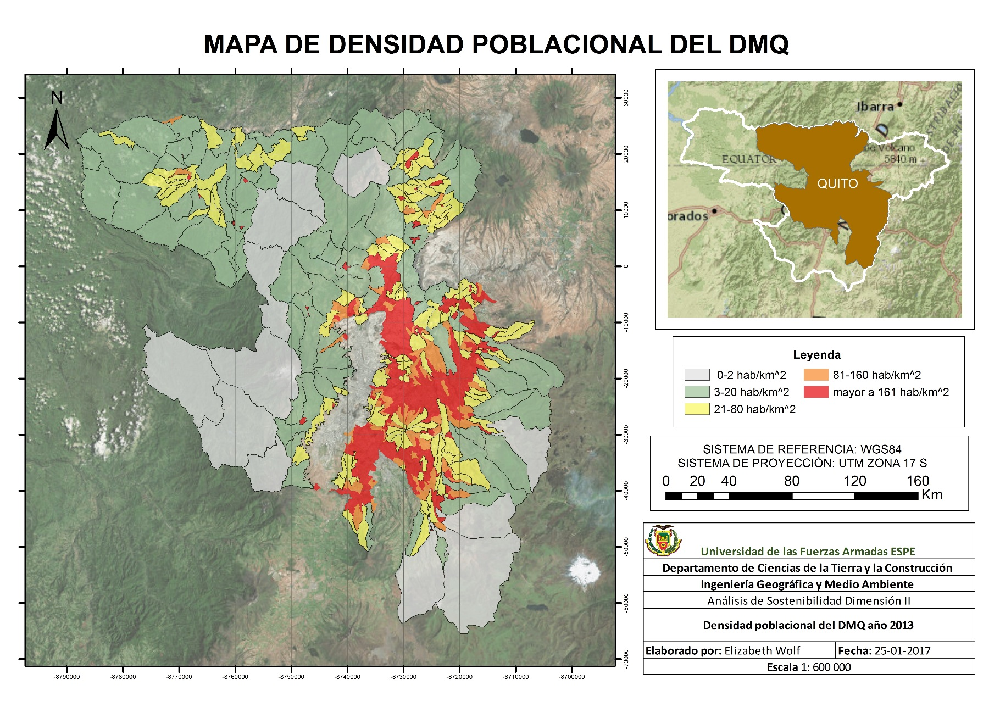 MAPA DE DENSIDAD POBLACIONAL DEL DMQ
N
30000
20000
10000
0
-10000
-20000
-30000
-40000
-50000
-60000
-70000
-8790000 -8780000 -8770000 -8760000 -8750000 -8740000 -8730000 -8720000 -8710000 -8700000
Ibarra
Volcano
5840 m
EQUATOR
QUITO
orados
Leyenda
0-2 hab/km^2
3-20 hab/km^2
21-80 hab/km^2
81-160 hab/km^2
mayor a 161 hab/km^2
SISTEMA DE REFERENCIA: WGS84
SISTEMA DE PROYECCIÓN: UTM ZONA 17 S
0 20 40 80 120 160
Km
Universidad de las Fuerzas Armadas ESPE
Departamento de Ciencias de la Tierra y la Construcción
Ingeniería Geográfica y Medio Ambiente
Análisis de Sostenibilidad Dimensión II
Densidad poblacional del DMQ año 2013
Elaborado por: Elizabeth Wolf Fecha: 25-01-2017
Escala 1: 600 000